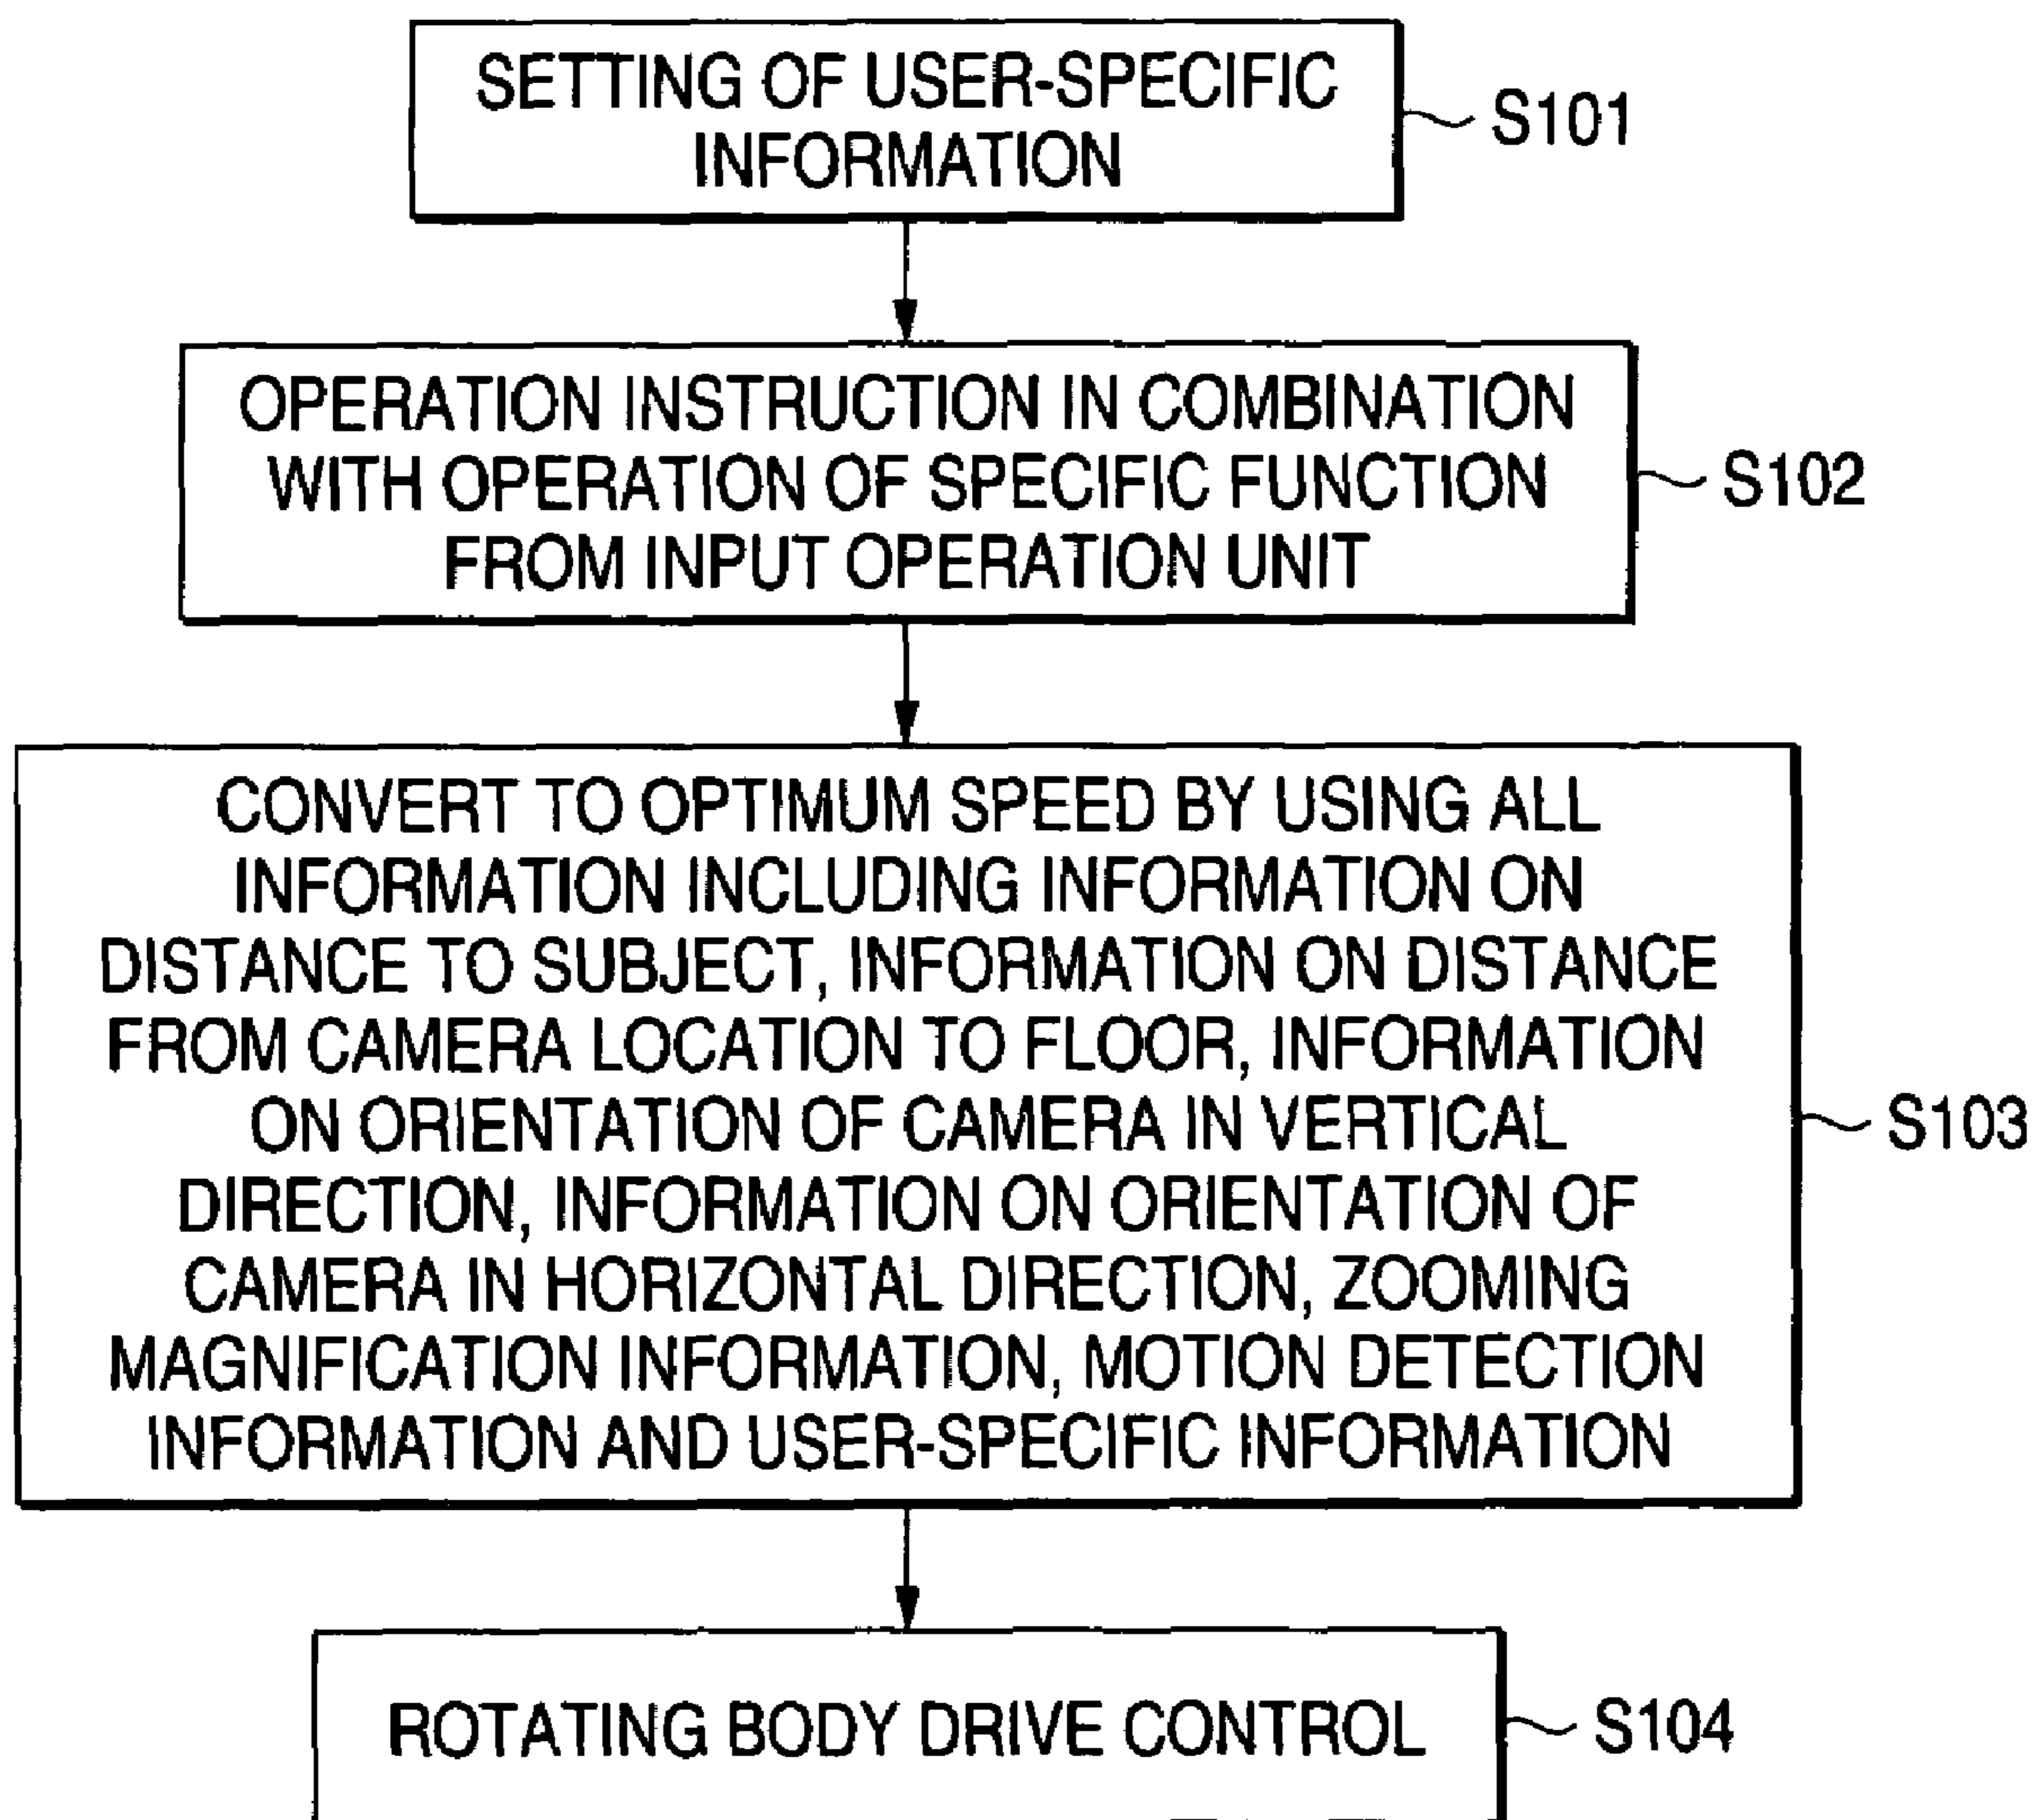 SETTING OF USER-SPECIFIC
INFORMATION
S101
OPERATION INSTRUCTION IN COMBINATION
WITH OPERATION OF SPECIFIC FUNCTION
FROM INPUT OPERATION UNIT
S102
CONVERT TO OPTIMUM SPEED BY USING ALL
INFORMATION INCLUDING INFORMATION ON
DISTANCE TO SUBJECT, INFORMATION ON DISTANCE
FROM CAMERA LOCATION TO FLOOR, INFORMATION
ON ORIENTATION OF CAMERA IN VERTICAL
DIRECTION, INFORMATION ON ORIENTATION OF
CAMERA IN HORIZONTAL DIRECTION, ZOOMING
MAGNIFICATION INFORMATION, MOTION DETECTION
INFORMATION AND USER-SPECIFIC INFORMATION
S103
ROTATING BODY DRIVE CONTROL
S104